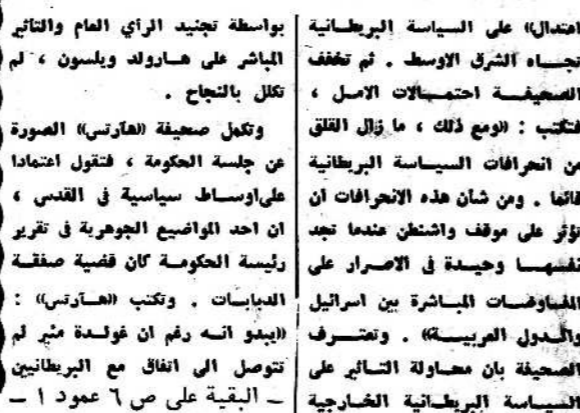 اعتدال)) على السياسة البريطانية
تجاه الشرق الاوسط . ثم تخفف
الصحيفة احتمالات الامل ،
فتكتب : ((ومع ذلك ، ما زال القلق
من انحرافات السياسة البريطانية
قائما . ومن شأن هذه الانحرافات ان
تؤثر على موقف واشنطن عندما تجد
نفسها وحيدة في الاصرار على
المفاوضات المباشرة بين اسرائيل
والدول العربية)) . وتعترف
الصحيفة بان محاولة التأثير على
السياسة البريطانية الخارجية
بواسطة تجنيد الرأي العام والتاثير
المباشر على هارولد ويلسون ، لم
تكلل بالنجاح .
وتكمل صحيفة ((هآرتس)) الصورة
عن جلسة الحكومة ، فتقول اعتمادا
على اوساط سياسية في القدس ،
ان احد المواضيع الجوهرية في تقرير
رئيسة الحكومة كان قضية صفقة
الدبابات . وتكتب ((هآرتس)) :
((يبدو انه رغم ان غولدة مئير لم
تتوصل الى اتفاق مع البريطانيين
ـ البقية على ص ٦ عمود ١ ـ